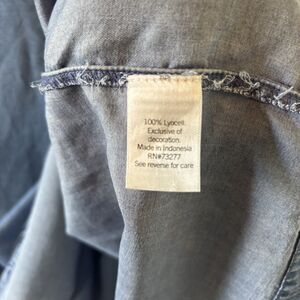 100% Lyocell.
Exclusive of
decoration.
Made in Indonesia
RN#73277
See reverse for care